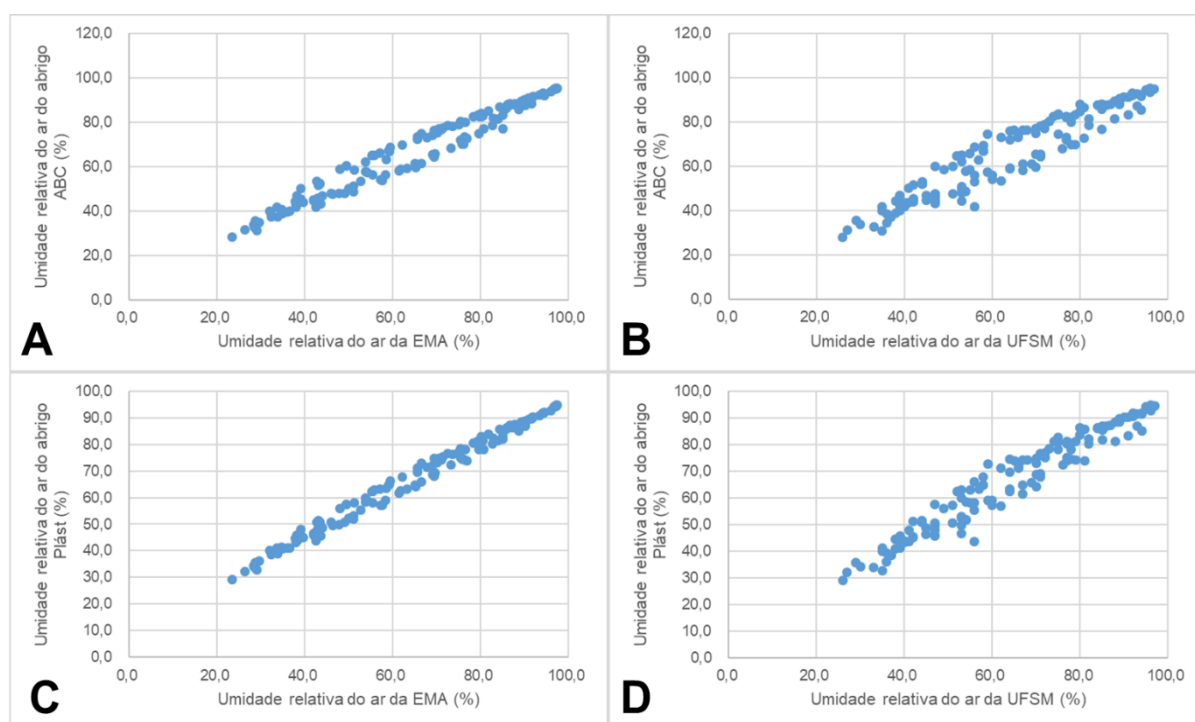 120,0
100,0
80,0
60,0
40,0
20,0
0,0
Umidade relativa do ar do abrigo
ABC (%)
0,0 20,0 40,0 60,0 80,0 100,0
Umidade relativa do ar da EMA (%)
A
120,0
100,0
80,0
60,0
40,0
20,0
0,0
Umidade relativa do ar do abrigo
ABC (%)
0,0 20,0 40,0 60,0 80,0 100,0
Umidade relativa do ar da UFSM (%)
B
100,0
90,0
80,0
70,0
60,0
50,0
40,0
30,0
20,0
10,0
0,0
Umidade relativa do ar do abrigo
Plást (%)
0,0 20,0 40,0 60,0 80,0 100,0
Umidade relativa do ar da EMA (%)
C
100,0
90,0
80,0
70,0
60,0
50,0
40,0
30,0
20,0
10,0
0,0
Umidade relativa do ar do abrigo
Plást (%)
0,0 20,0 40,0 60,0 80,0 100,0
Umidade relativa do ar da UFSM (%)
D